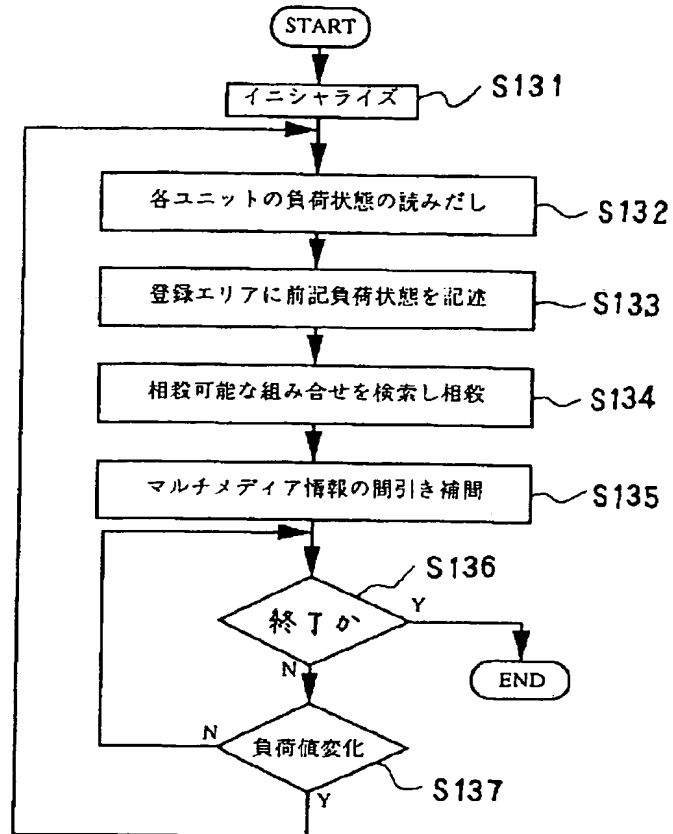 START
イニシャライズ
S131
各ユニットの負荷状態の読みだし
S132
登録エリアに前記負荷状態を記述
S133
相殺可能な組み合せを検索し相殺
S134
マルチメディア情報の間引き補間
S135
S136
終了か
Y
N
END
N
負荷値変化
S137
Y